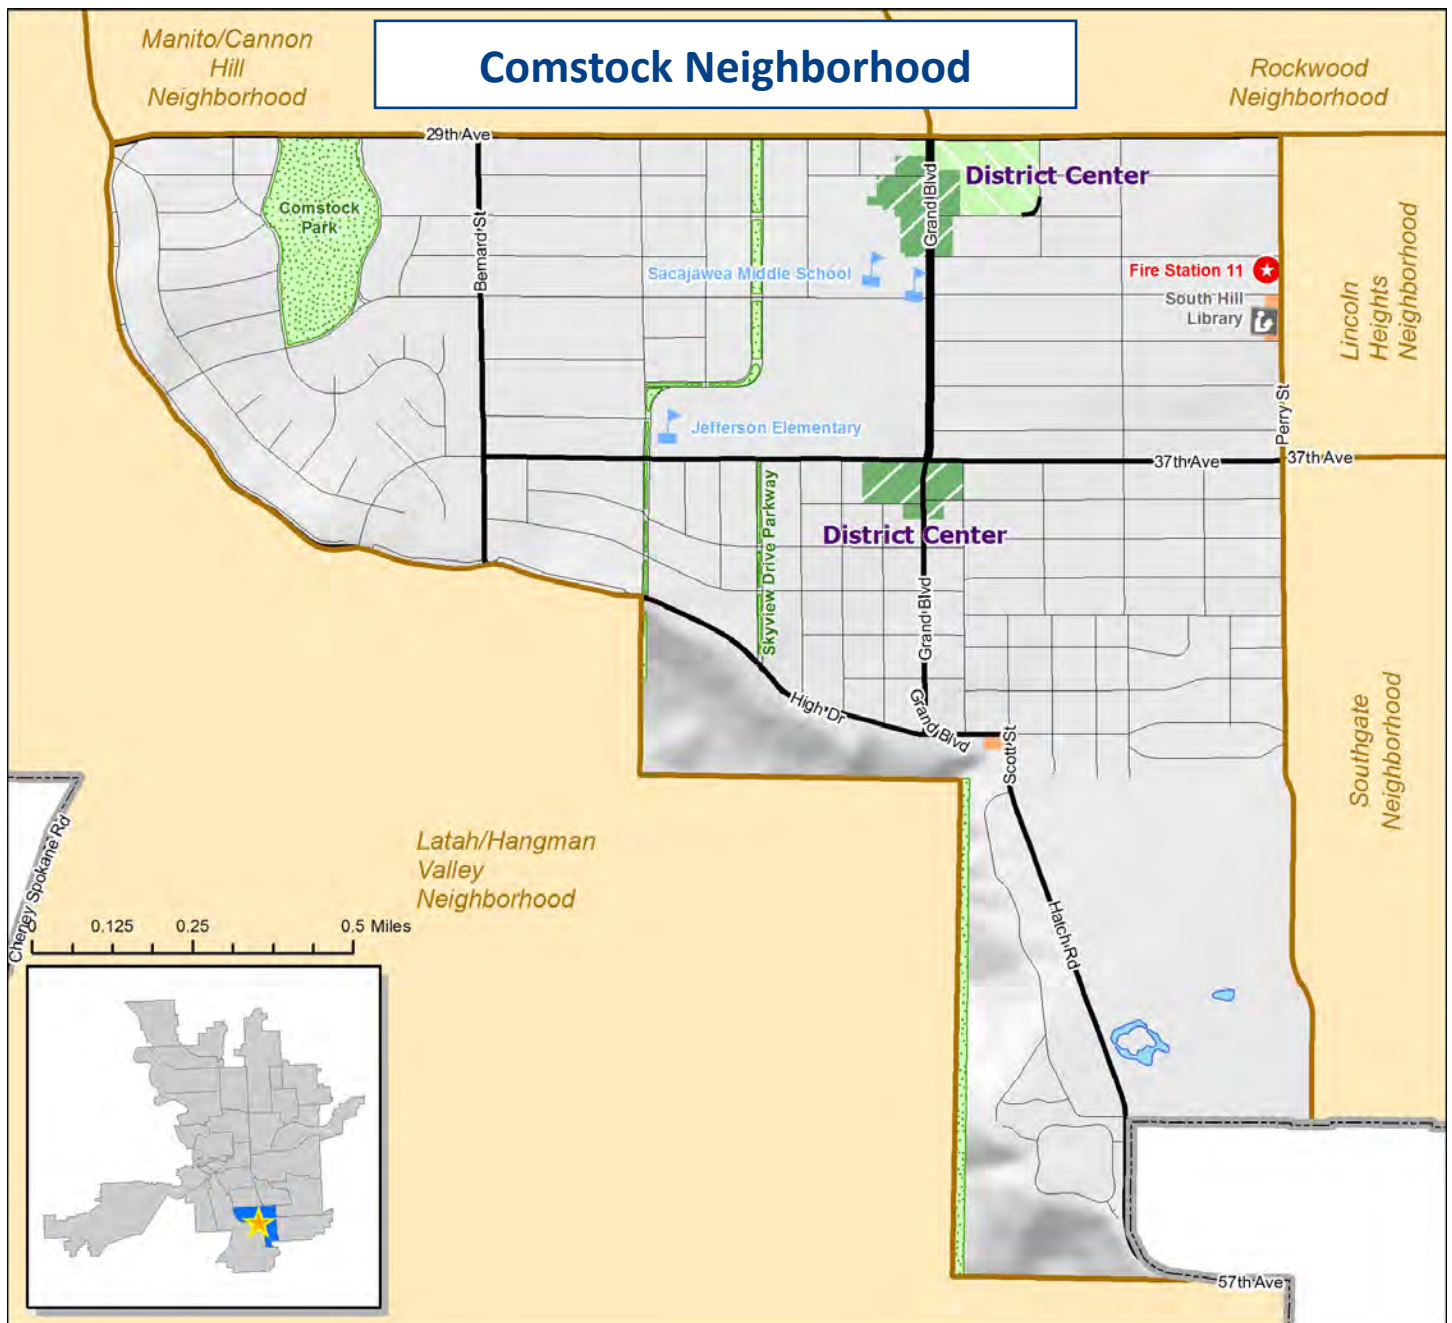 Comstock Neighborhood
Manito/Cannon
Hill
Neighborhood
Rockwood
Neighborhood
29th Ave
District Center
Comstock
Park
Bernard St
Grand Blvd
Sacajawea Middle School
Fire Station 11
South Hill
Library
Lincoln
Heights
Neighborhood
Perry St
Jefferson Elementary
37th Ave
37th Ave
Skyview Drive Parkway
District Center
Grand Blvd
High Dr
Grand Blvd
Scott St
Southgate
Neighborhood
Cheney Spokane Rd
Latah/Hangman
Valley
Neighborhood
Hatch Rd
0 0.125 0.25 0.5 Miles
57th Ave